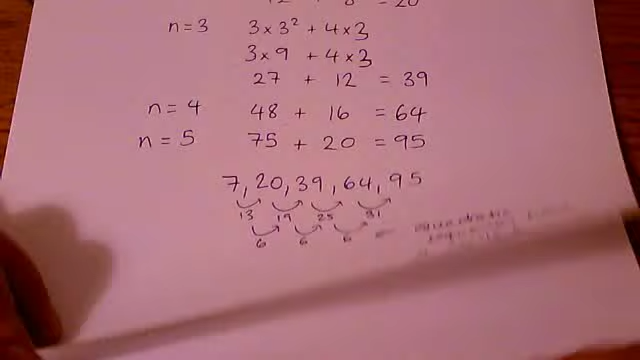 = 20
n = 3 3 × 3² + 4 × 3
3 × 9 + 4 × 3
27 + 12 = 39
n = 4 48 + 16 = 64
n = 5 75 + 20 = 95
7, 20, 39, 64, 95
13 19 25 31
6 6 6